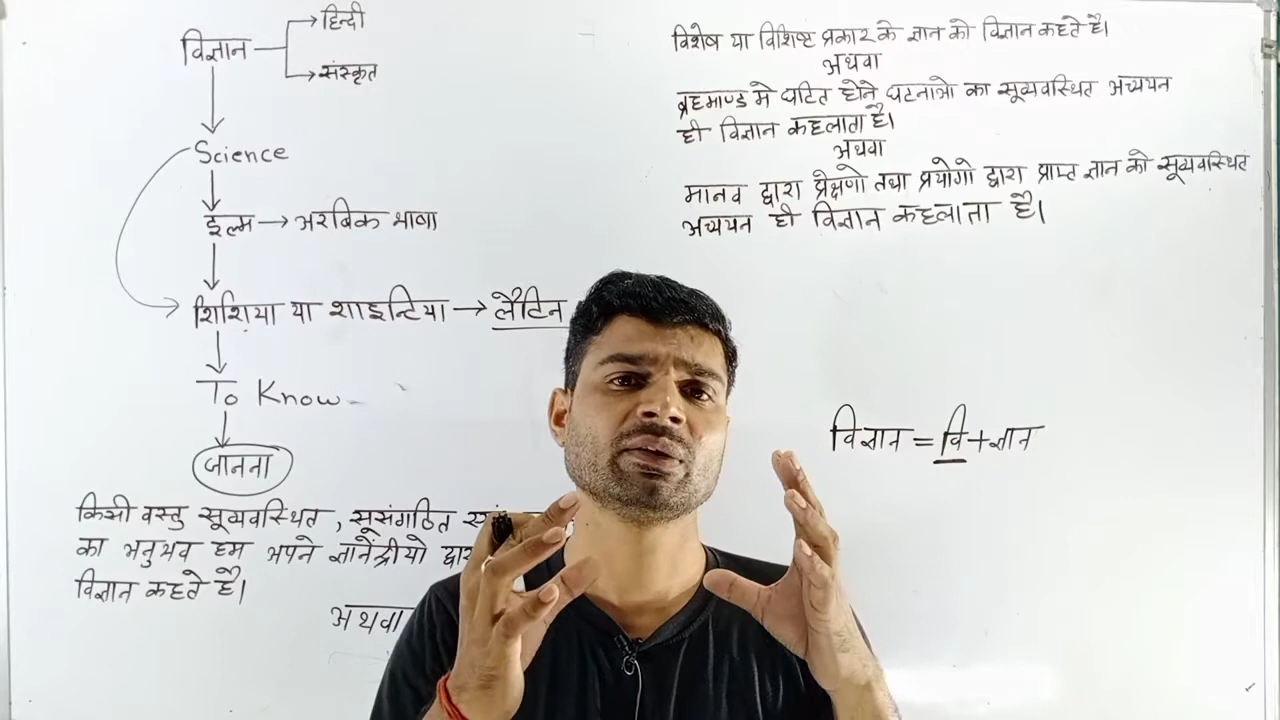 विज्ञान
हिन्दी
संस्कृत
Science
इल्म → अरबिक भाषा
शिशिया या शाइन्टिया → लैटिन
To Know
जानना
किसी वस्तु सूव्यवस्थित, सूसंगठित
का अनुभव हम अपने ज्ञानेंद्रीयो
विज्ञान कहते है।
अथवा
विशेष या विशिष्ट प्रकार के ज्ञान को विज्ञान कहते है।
अथवा
ब्रहमाण्ड मे घटित होने घटनाओ का सूव्यवस्थित अध्ययन
ही विज्ञान कहलाता है।
अथवा
मानव द्वारा प्रेक्षणो तथा प्रयोगो द्वारा प्राप्त ज्ञान को सूव्यवस्थित
अध्ययन ही विज्ञान कहलाता है।
विज्ञान = वि + ज्ञान